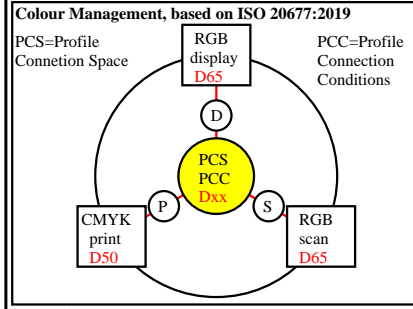 Colour Management, based on ISO 20677:2019
PCS=Profile
Connetion Space
RGB
display
D65
PCC=Profile
Connection
Conditions
D
PCS
PCC
Dxx
P
S
CMYK
print
D50
RGB
scan
D65